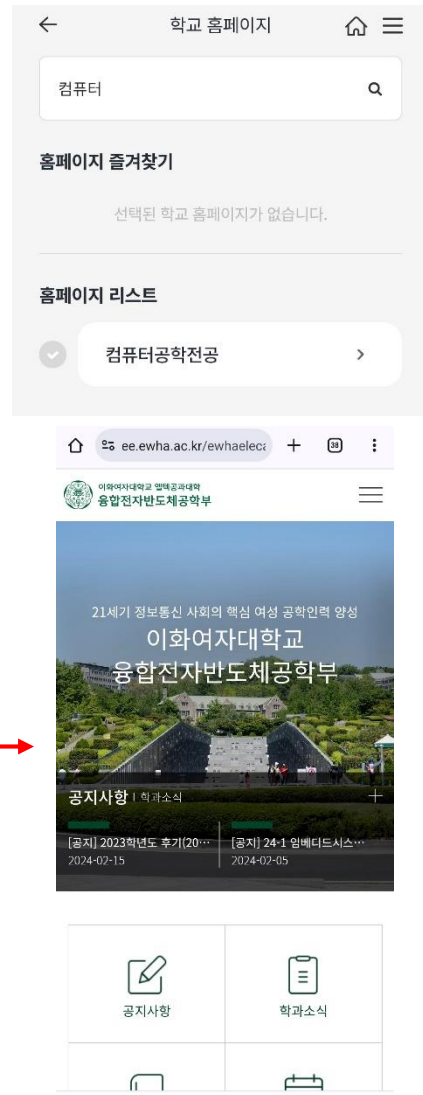 학교 홈페이지
컴퓨터
홈페이지 즐겨찾기
선택된 학교 홈페이지가 없습니다.
홈페이지 리스트
컴퓨터공학전공
ee.ewha.ac.kr/ewhaeleca
38
이화여자대학교 엘텍공과대학
융합전자반도체공학부
21세기 정보통신 사회의 핵심 여성 공학인력 양성
이화여자대학교
융합전자반도체공학부
공지사항 | 학과소식
[공지] 2023학년도 후기(20… [공지] 24-1 임베디드시스…
2024-02-15 2024-02-05
공지사항 학과소식